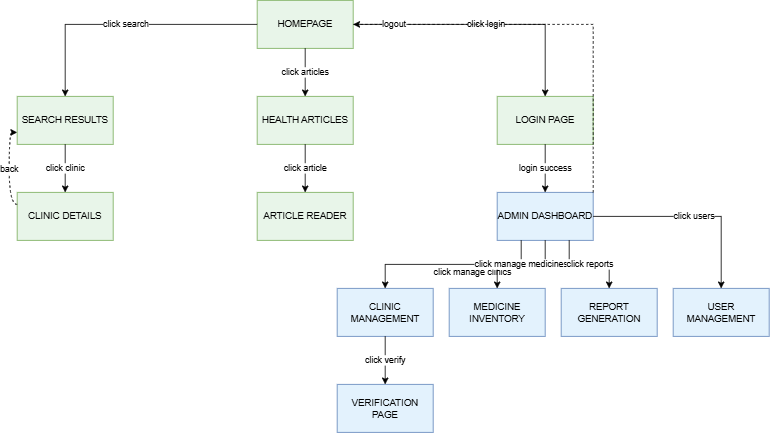 HOMEPAGE
click search
logout
click login
click articles
SEARCH RESULTS
HEALTH ARTICLES
LOGIN PAGE
back
click clinic
click article
login success
CLINIC DETAILS
ARTICLE READER
ADMIN DASHBOARD
click users
click manage medicines
click reports
click manage clinics
CLINIC
MANAGEMENT
MEDICINE
INVENTORY
REPORT
GENERATION
USER
MANAGEMENT
click verify
VERIFICATION
PAGE